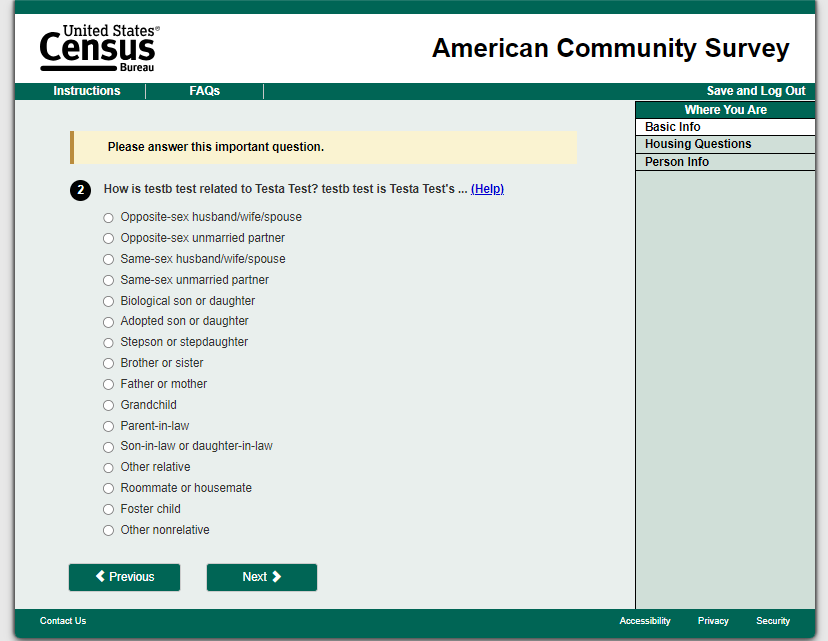 United States®
Census
Bureau
American Community Survey
Instructions FAQs Save and Log Out
Where You Are
Basic Info
Housing Questions
Person Info
Please answer this important question.
2 How is testb test related to Testa Test? testb test is Testa Test's ... (Help)
Opposite-sex husband/wife/spouse
Opposite-sex unmarried partner
Same-sex husband/wife/spouse
Same-sex unmarried partner
Biological son or daughter
Adopted son or daughter
Stepson or stepdaughter
Brother or sister
Father or mother
Grandchild
Parent-in-law
Son-in-law or daughter-in-law
Other relative
Roommate or housemate
Foster child
Other nonrelative
Previous Next
Contact Us Accessibility Privacy Security